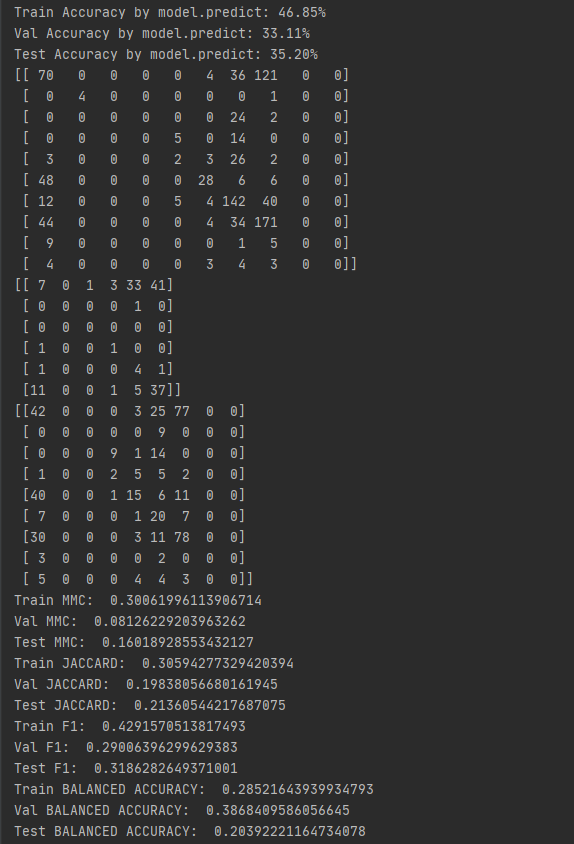 Train Accuracy by model.predict: 46.85%
Val Accuracy by model.predict: 33.11%
Test Accuracy by model.predict: 35.20%
[[ 70   0   0   0   0   4  36 121   0   0]
 [  0   4   0   0   0   0   0   1   0   0]
 [  0   0   0   0   0   0  24   2   0   0]
 [  0   0   0   0   5   0  14   0   0   0]
 [  3   0   0   0   2   3  26   2   0   0]
 [ 48   0   0   0   0  28   6   6   0   0]
 [ 12   0   0   0   5   4 142  40   0   0]
 [ 44   0   0   0   0   4  34 171   0   0]
 [  9   0   0   0   0   0   1   5   0   0]
 [  4   0   0   0   0   3   4   3   0   0]]
[[ 7  0  1  3 33 41]
 [ 0  0  0  0  1  0]
 [ 0  0  0  0  0  0]
 [ 1  0  0  1  0  0]
 [ 1  0  0  0  4  1]
 [11  0  0  1  5 37]]
[[42  0  0  0  3 25 77  0  0]
 [ 0  0  0  0  0  9  0  0  0]
 [ 0  0  0  9  1 14  0  0  0]
 [ 1  0  0  2  5  5  2  0  0]
 [40  0  0  1 15  6 11  0  0]
 [ 7  0  0  0  1 20  7  0  0]
 [30  0  0  0  3 11 78  0  0]
 [ 3  0  0  0  0  2  0  0  0]
 [ 5  0  0  0  4  4  3  0  0]]
Train MMC:  0.30061996113906714
Val MMC:  0.08126229203963262
Test MMC:  0.16018928553432127
Train JACCARD:  0.30594277329420394
Val JACCARD:  0.19838056680161945
Test JACCARD:  0.21360544217687075
Train F1:  0.4291570513817493
Val F1:  0.29006396299629383
Test F1:  0.3186282649371001
Train BALANCED ACCURACY:  0.28521643939934793
Val BALANCED ACCURACY:  0.3868409586056645
Test BALANCED ACCURACY:  0.20392221164734078